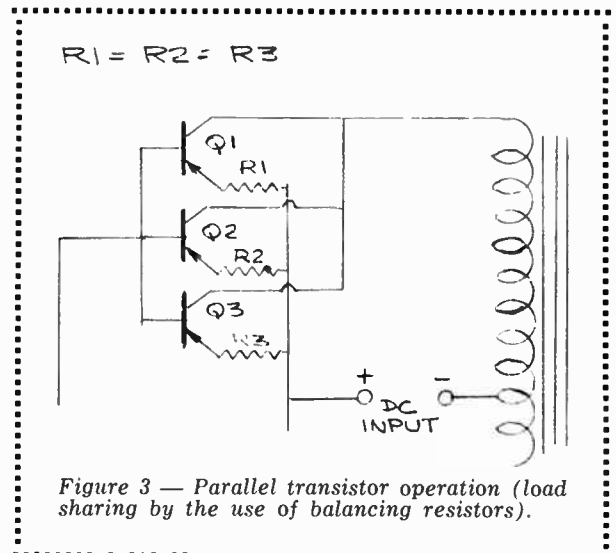 R1 = R2 = R3
Q1
R1
Q2
R2
Q3
R3
+ -
DC
INPUT
Figure 3 — Parallel transistor operation (load
sharing by the use of balancing resistors).